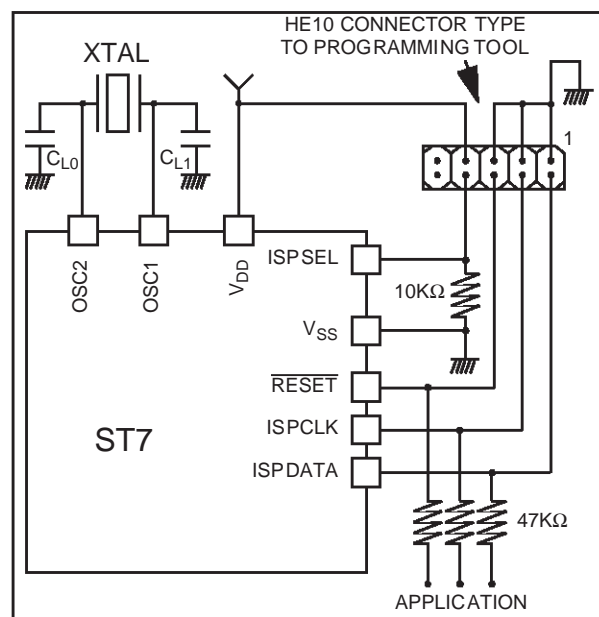 HE10 CONNECTOR TYPE
TO PROGRAMMING TOOL
XTAL
1
CL0
CL1
OSC2
OSC1
VDD
ISPSEL
10KΩ
VSS
RESET
ISPCLK
ST7
ISPDATA
47KΩ
APPLICATION